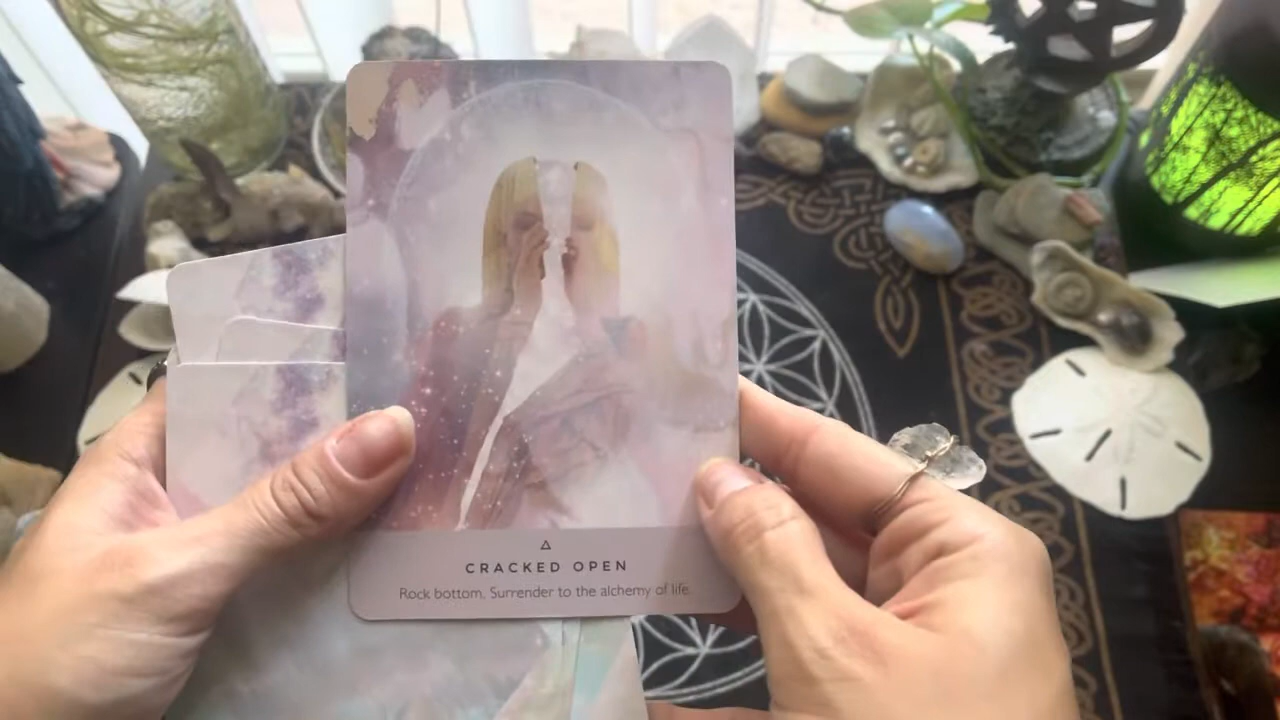 CRACKED OPEN
Rock bottom. Surrender to the alchemy of life.